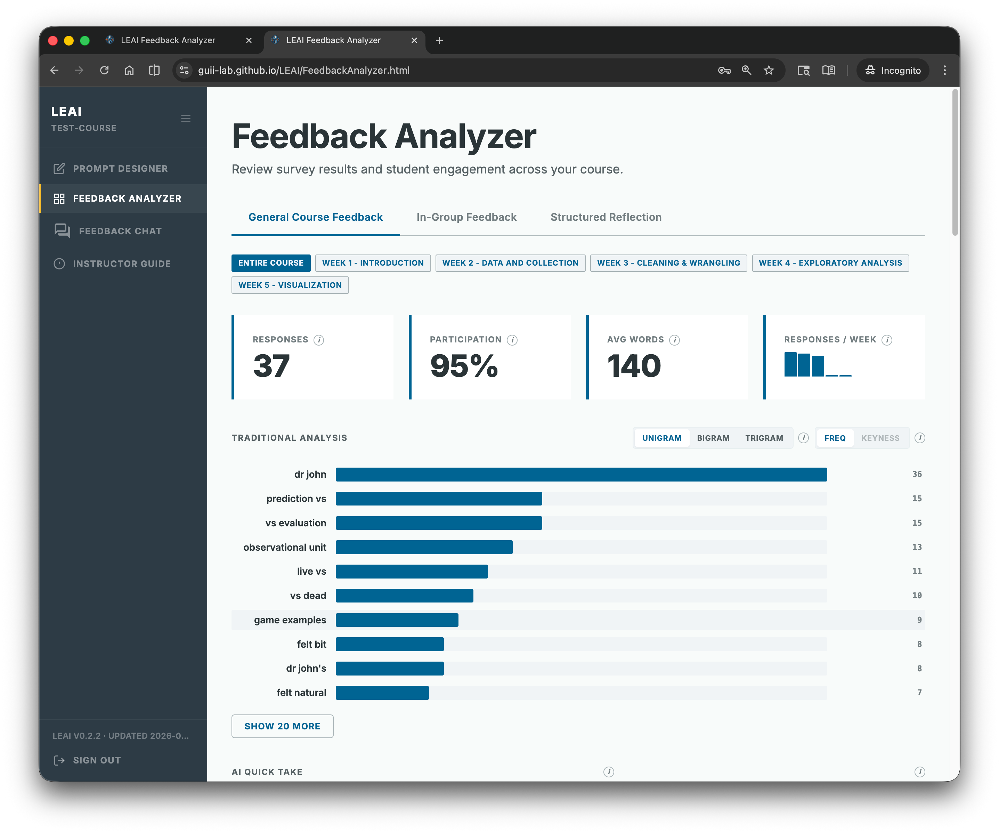 LEAI Feedback Analyzer
LEAI Feedback Analyzer
guii-lab.github.io/LEAI/FeedbackAnalyzer.html
Incognito
LEAI
TEST-COURSE
PROMPT DESIGNER
FEEDBACK ANALYZER
FEEDBACK CHAT
INSTRUCTOR GUIDE
LEAI V0.2.2 · UPDATED 2026-0...
SIGN OUT
Feedback Analyzer
Review survey results and student engagement across your course.
General Course Feedback In-Group Feedback Structured Reflection
ENTIRE COURSE WEEK 1 - INTRODUCTION WEEK 2 - DATA AND COLLECTION WEEK 3 - CLEANING & WRANGLING WEEK 4 - EXPLORATORY ANALYSIS
WEEK 5 - VISUALIZATION
RESPONSES i
37
PARTICIPATION i
95%
AVG WORDS i
140
RESPONSES / WEEK i
TRADITIONAL ANALYSIS UNIGRAM BIGRAM TRIGRAM i FREQ KEYNESS i
dr john 36
prediction vs 15
vs evaluation 15
observational unit 13
live vs 11
vs dead 10
game examples 9
felt bit 8
dr john's 8
felt natural 7
SHOW 20 MORE
AI QUICK TAKE i i